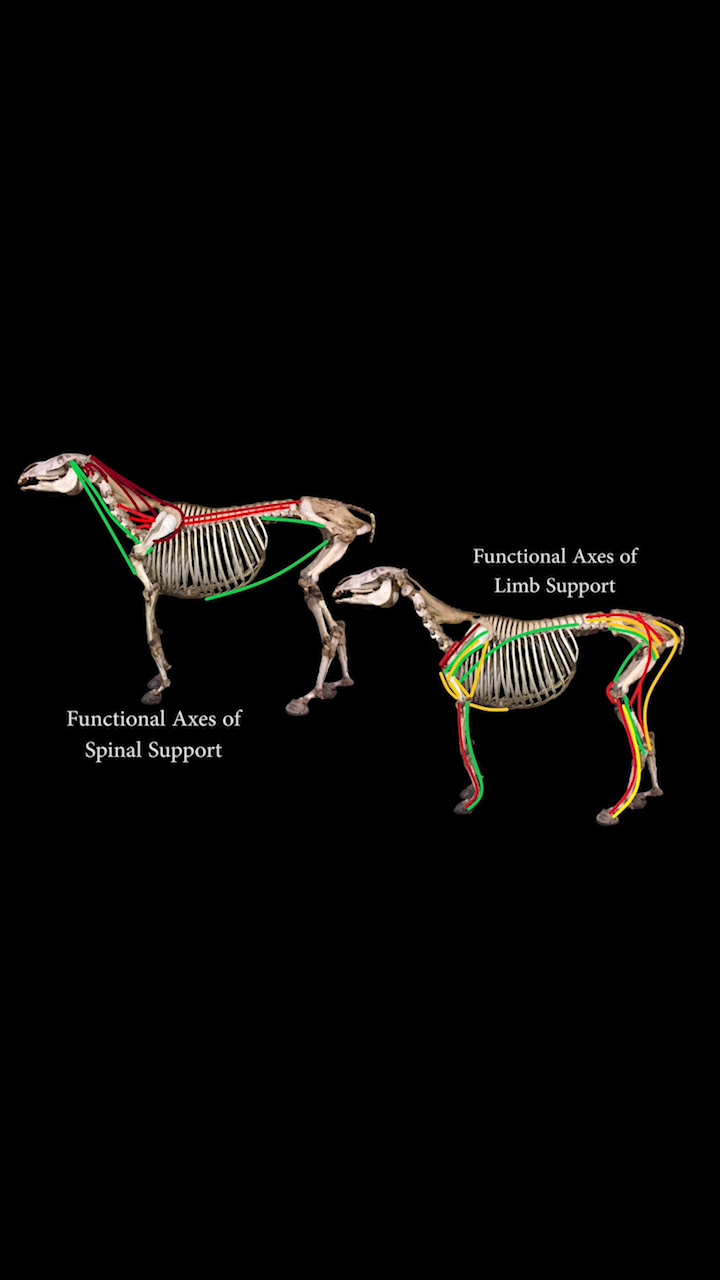 Functional Axes of
Limb Support
Functional Axes of
Spinal Support